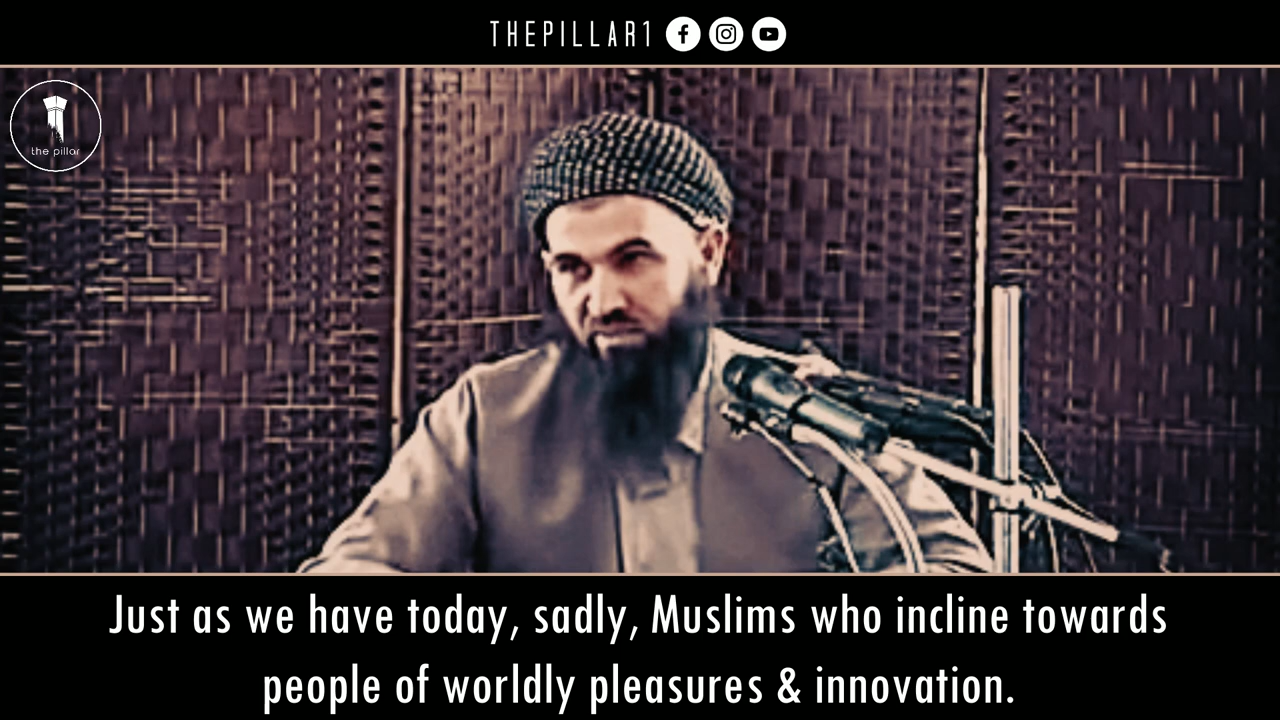 THEPILLAR1
the pillar
Just as we have today, sadly, Muslims who incline towards
people of worldly pleasures & innovation.